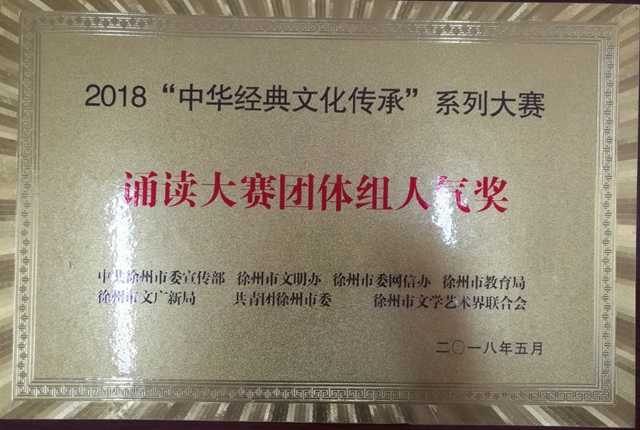 2018“中华经典文化传承”系列大赛
诵读大赛团体组人气奖
中共徐州市委宣传部 徐州市文明办 徐州市委网信办 徐州市教育局
徐州市文广新局 共青团徐州市委 徐州市文学艺术界联合会
二〇一八年五月